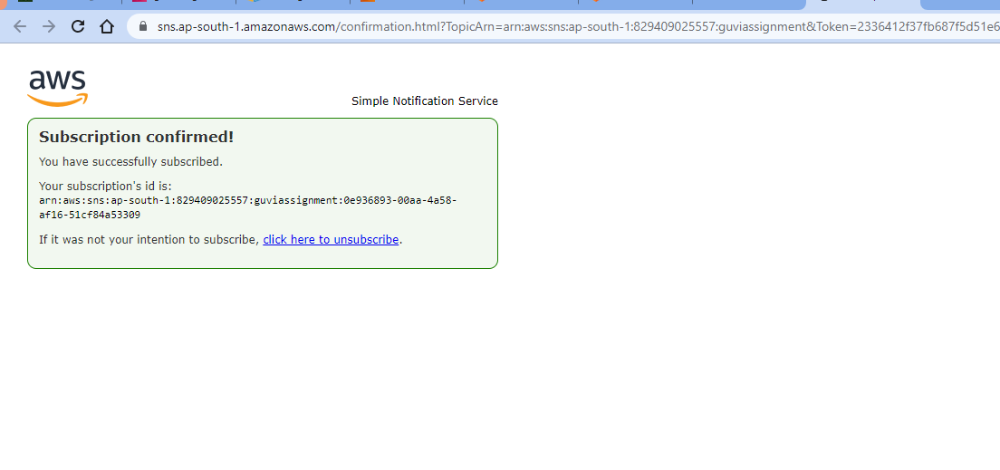 sns.ap-south-1.amazonaws.com/confirmation.html?TopicArn=arn:aws:sns:ap-south-1:829409025557:guviassignment&Token=2336412f37fb687f5d51e6
aws
Simple Notification Service
Subscription confirmed!
You have successfully subscribed.
Your subscription's id is:
arn:aws:sns:ap-south-1:829409025557:guviassignment:0e936893-00aa-4a58-
af16-51cf84a53309
If it was not your intention to subscribe, click here to unsubscribe.